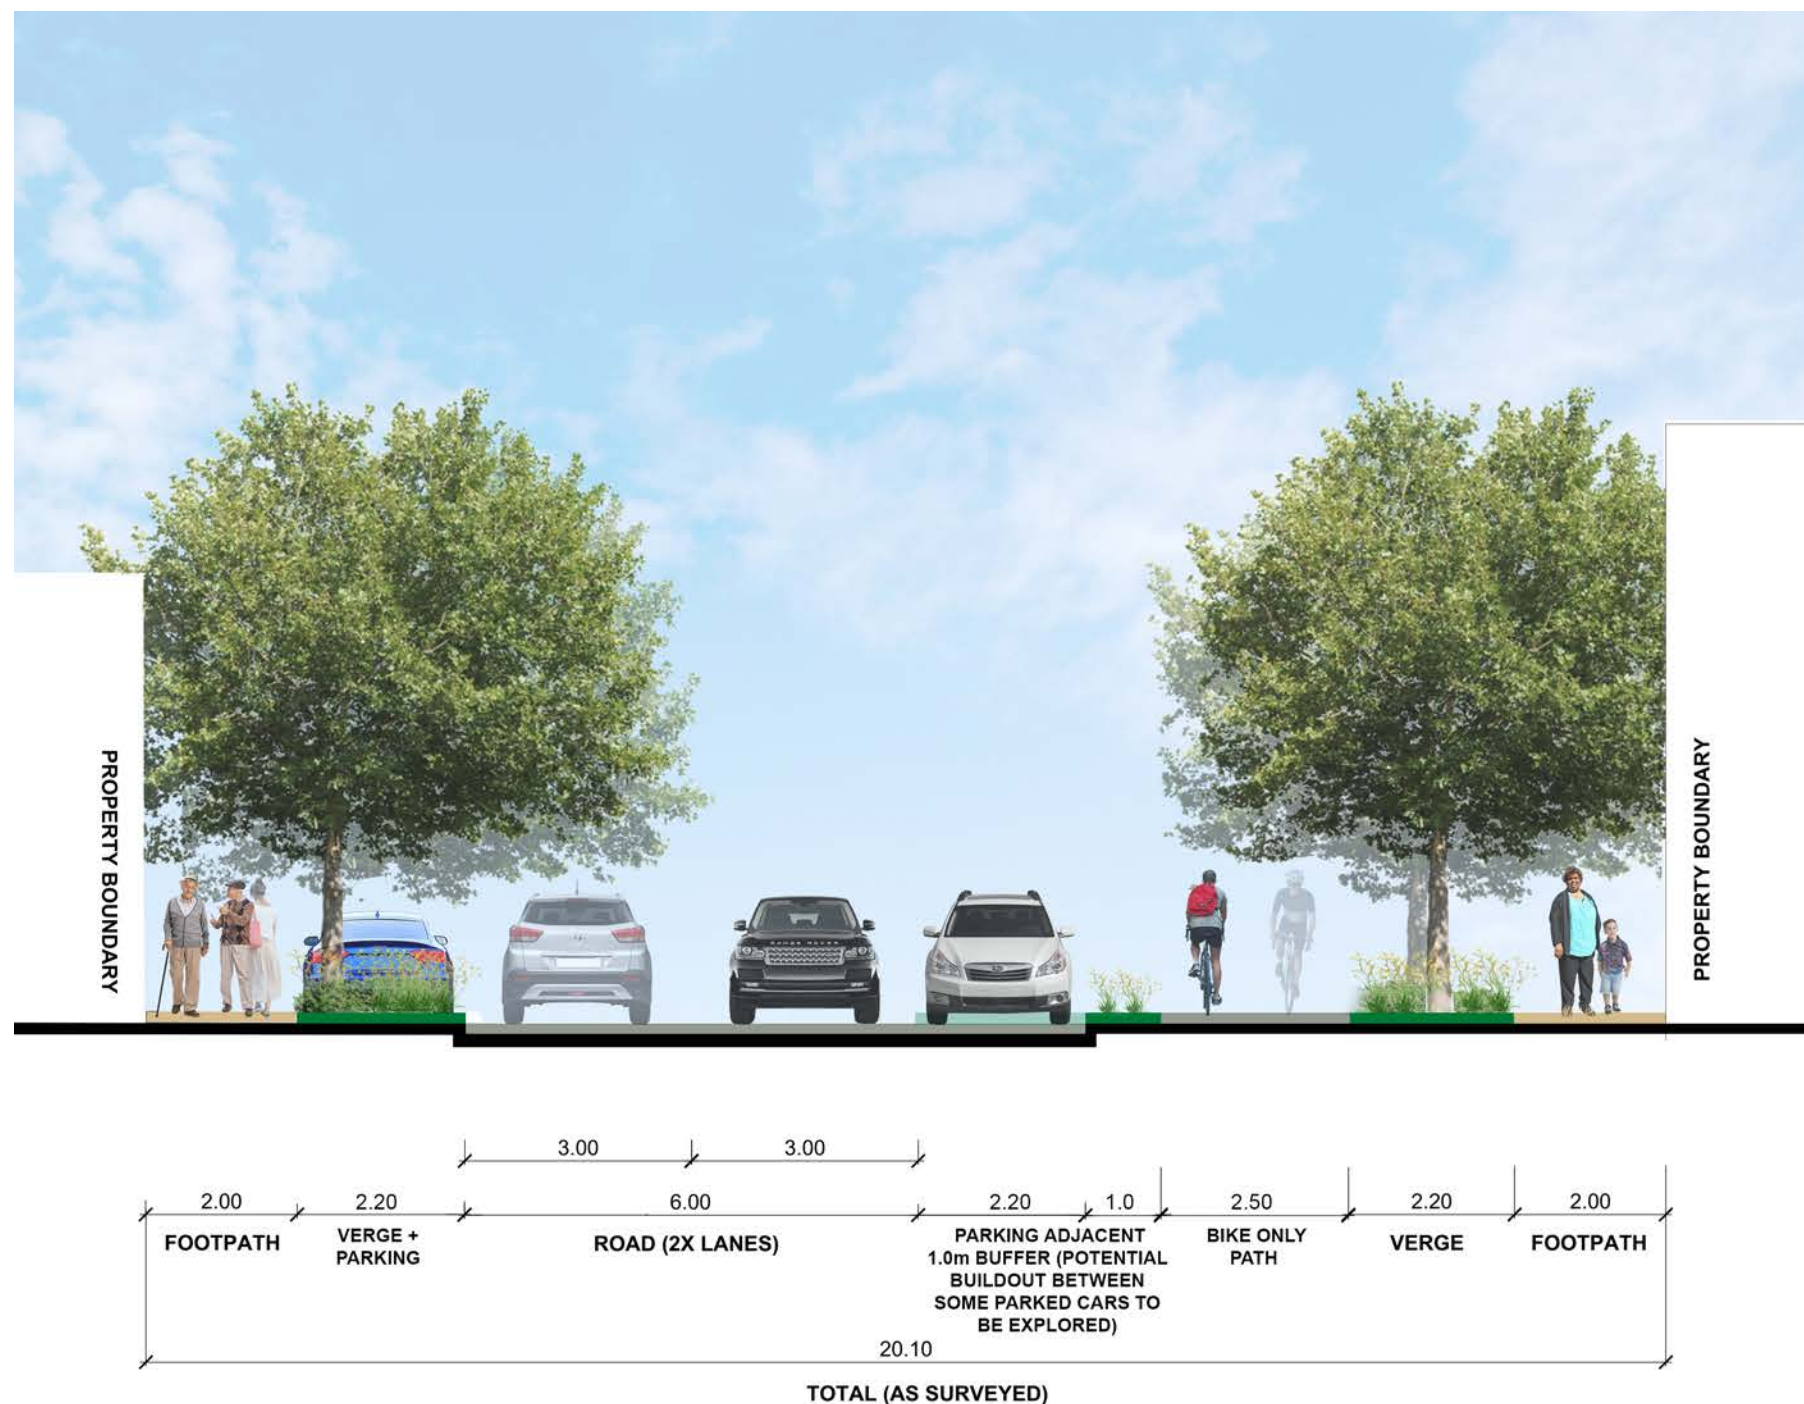 PROPERTY BOUNDARY
PROPERTY BOUNDARY
RANGE ROVER
3.00
3.00
2.00
2.20
6.00
2.20
1.0
2.50
2.20
2.00
FOOTPATH
VERGE +
PARKING
ROAD (2X LANES)
PARKING ADJACENT
1.0m BUFFER (POTENTIAL
BUILDOUT BETWEEN
SOME PARKED CARS TO
BE EXPLORED)
BIKE ONLY
PATH
VERGE
FOOTPATH
20.10
TOTAL (AS SURVEYED)